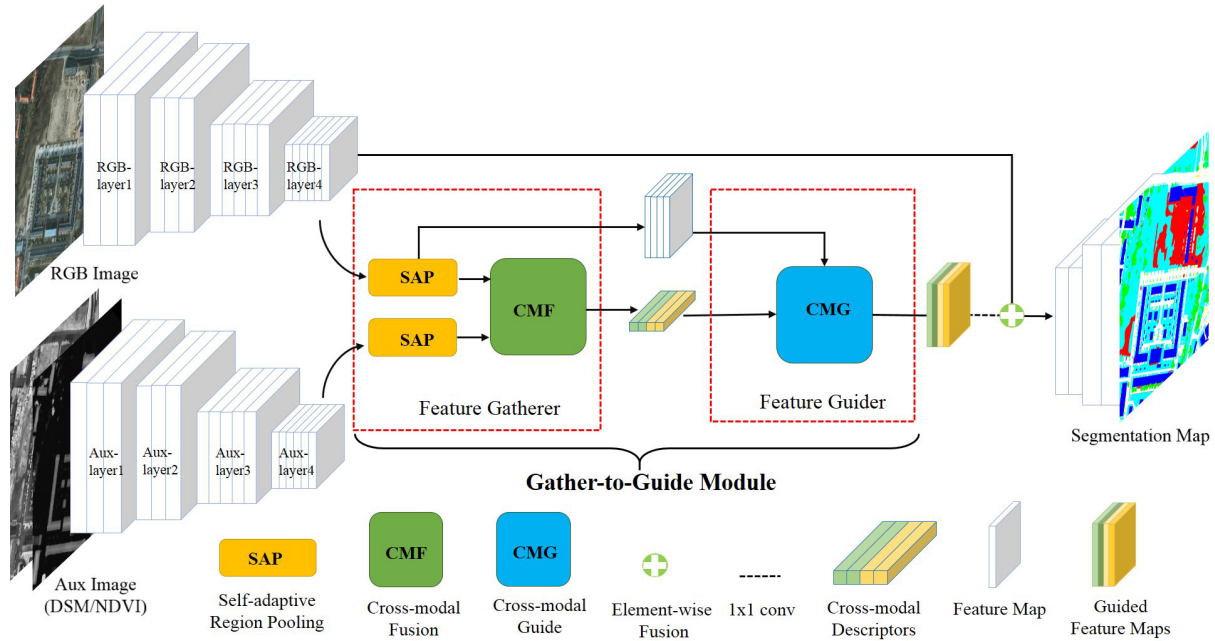 RGB-
layer1
RGB-
layer2
RGB-
layer3
RGB-
layer4
RGB Image
SAP
SAP
CMF
CMG
Feature Gatherer
Feature Guider
Segmentation Map
Aux-
layer1
Aux-
layer2
Aux-
layer3
Aux-
layer4
Gather-to-Guide Module
Aux Image
(DSM/NDVI)
SAP
Self-adaptive
Region Pooling
CMF
Cross-modal
Fusion
CMG
Cross-modal
Guide
Element-wise
Fusion
1x1 conv
Cross-modal
Descriptors
Feature Map
Guided
Feature Maps